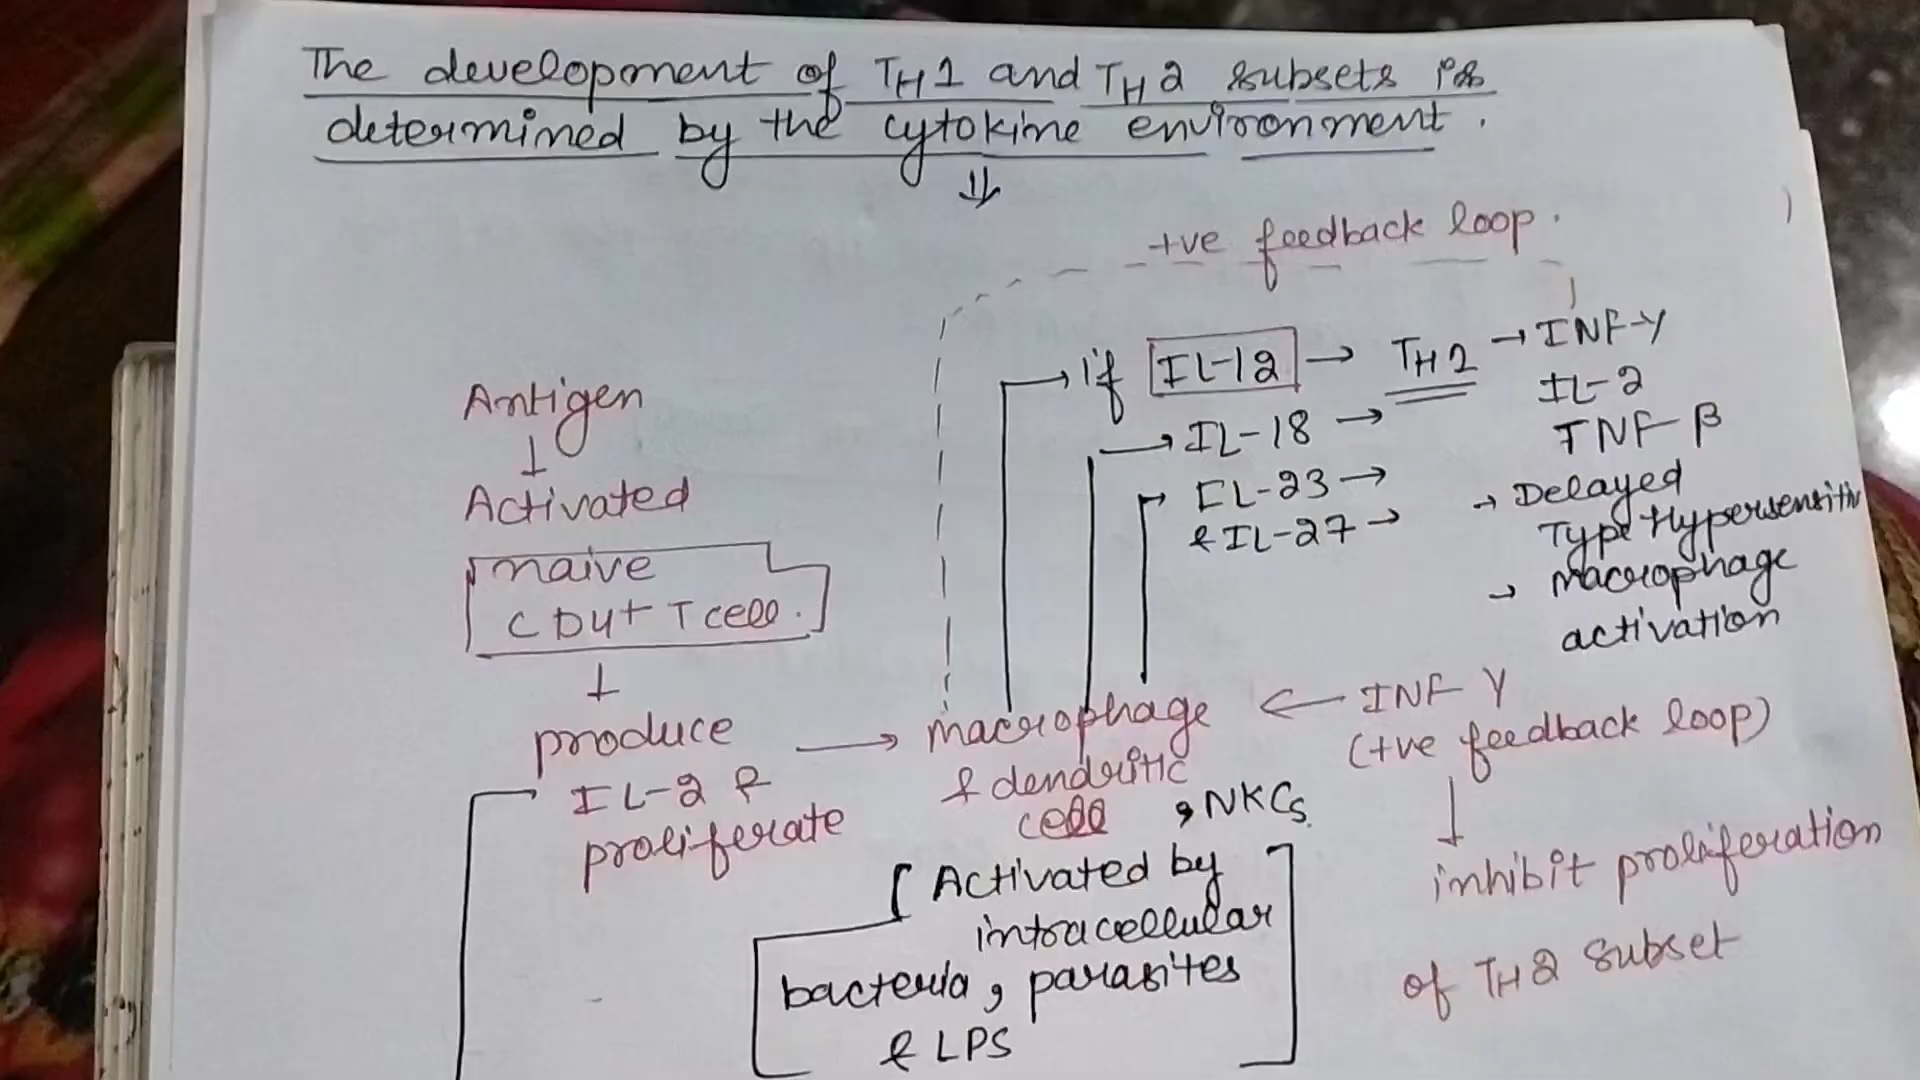 The development of TH1 and TH2 subsets is
determined by the cytokine environment.
+ve feedback loop.
Antigen
Activated
naive
CD4+ T cell.
produce
IL-2 &
proliferate
if IL-12 → TH1 → INF-γ
IL-2
TNF-β
→ IL-18 →
IL-23 →
& IL-27 →
→ Delayed
Type Hypersensitiv
→ macrophage
activation
macrophage
& dendritic
cell , NKCs.
[Activated by
intracellular
bacteria, parasites
& LPS]
← INF γ
(+ve feedback loop)
inhibit proliferation
of TH2 subset